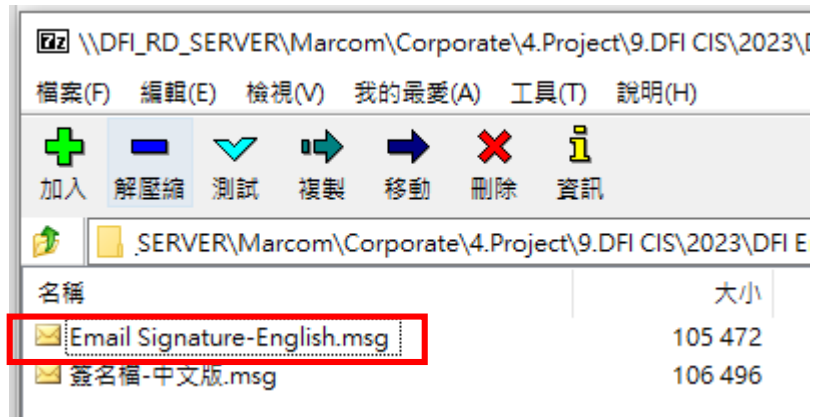 7z \\DFI_RD_SERVER\Marcom\Corporate\4.Project\9.DFI CIS\2023\
檔案(F) 編輯(E) 檢視(V) 我的最愛(A) 工具(T) 說明(H)
加入 解壓縮 測試 複製 移動 刪除 資訊
_SERVER\Marcom\Corporate\4.Project\9.DFI CIS\2023\DFI E
名稱 大小
Email Signature-English.msg 105 472
簽名檔-中文版.msg 106 496